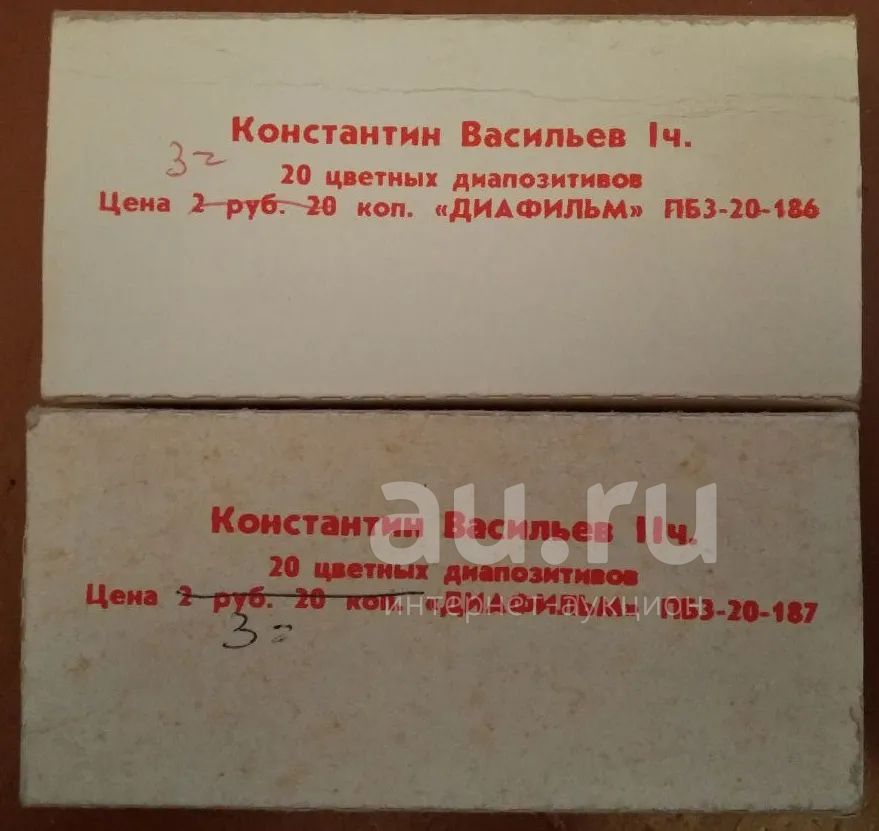 Константин Васильев Iч.
3=
20 цветных диапозитивов
Цена 2 руб. 20 коп. «ДИАФИЛЬМ» ПБЗ-20-186
au.ru
интернет-аукцион
Константин Васильев IIч.
20 цветных диапозитивов
Цена 2 руб. 20 коп. «ДИАФИЛЬМ» ПБЗ-20-187
3=